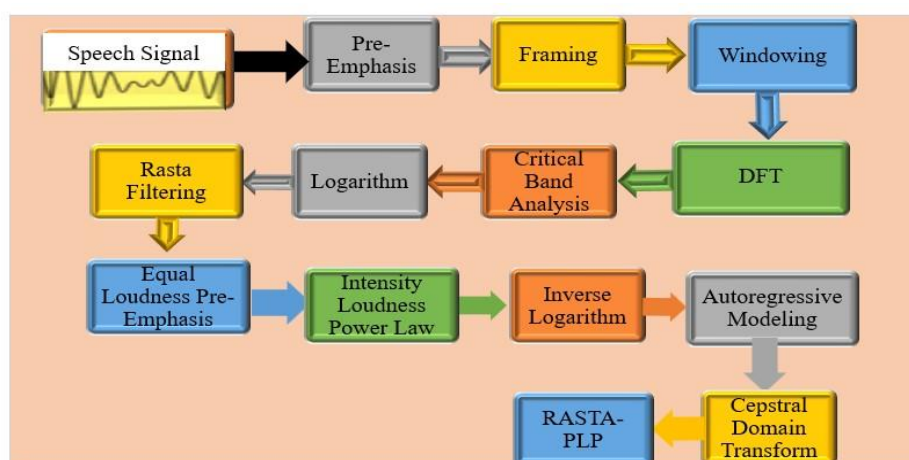 Speech Signal
Pre-
Emphasis
Framing
Windowing
DFT
Critical
Band
Analysis
Logarithm
Rasta
Filtering
Equal
Loudness Pre-
Emphasis
Intensity
Loudness
Power Law
Inverse
Logarithm
Autoregressive
Modeling
Cepstral
Domain
Transform
RASTA-
PLP